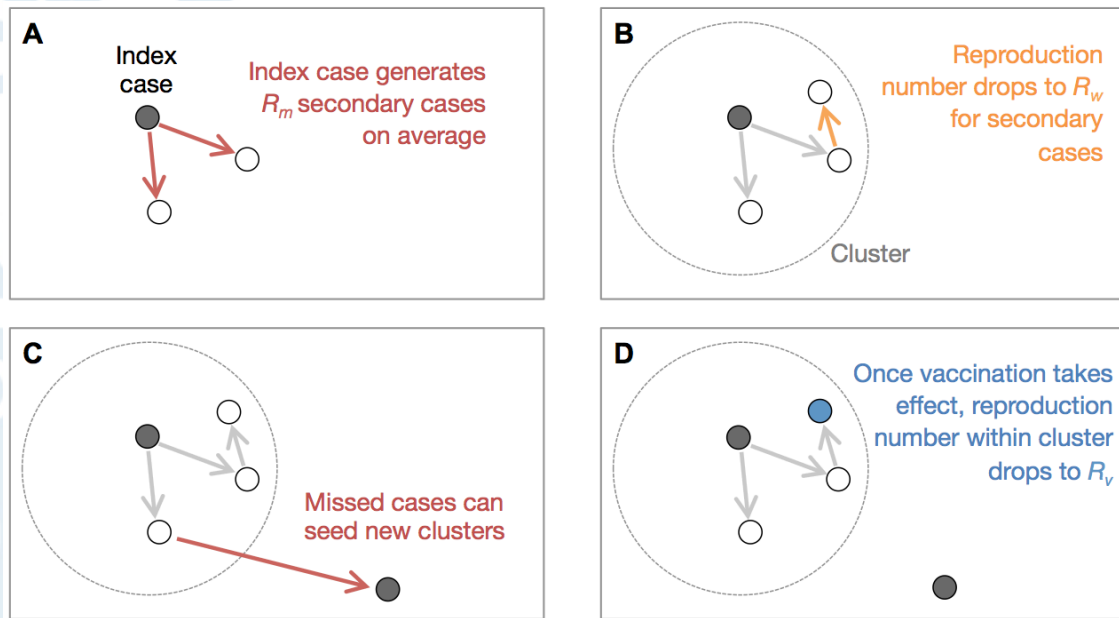 A
Index
case
Index case generates
Rm secondary cases
on average
B
Reproduction
number drops to Rw
for secondary
cases
Cluster
C
Missed cases can
seed new clusters
D
Once vaccination takes
effect, reproduction
number within cluster
drops to Rv